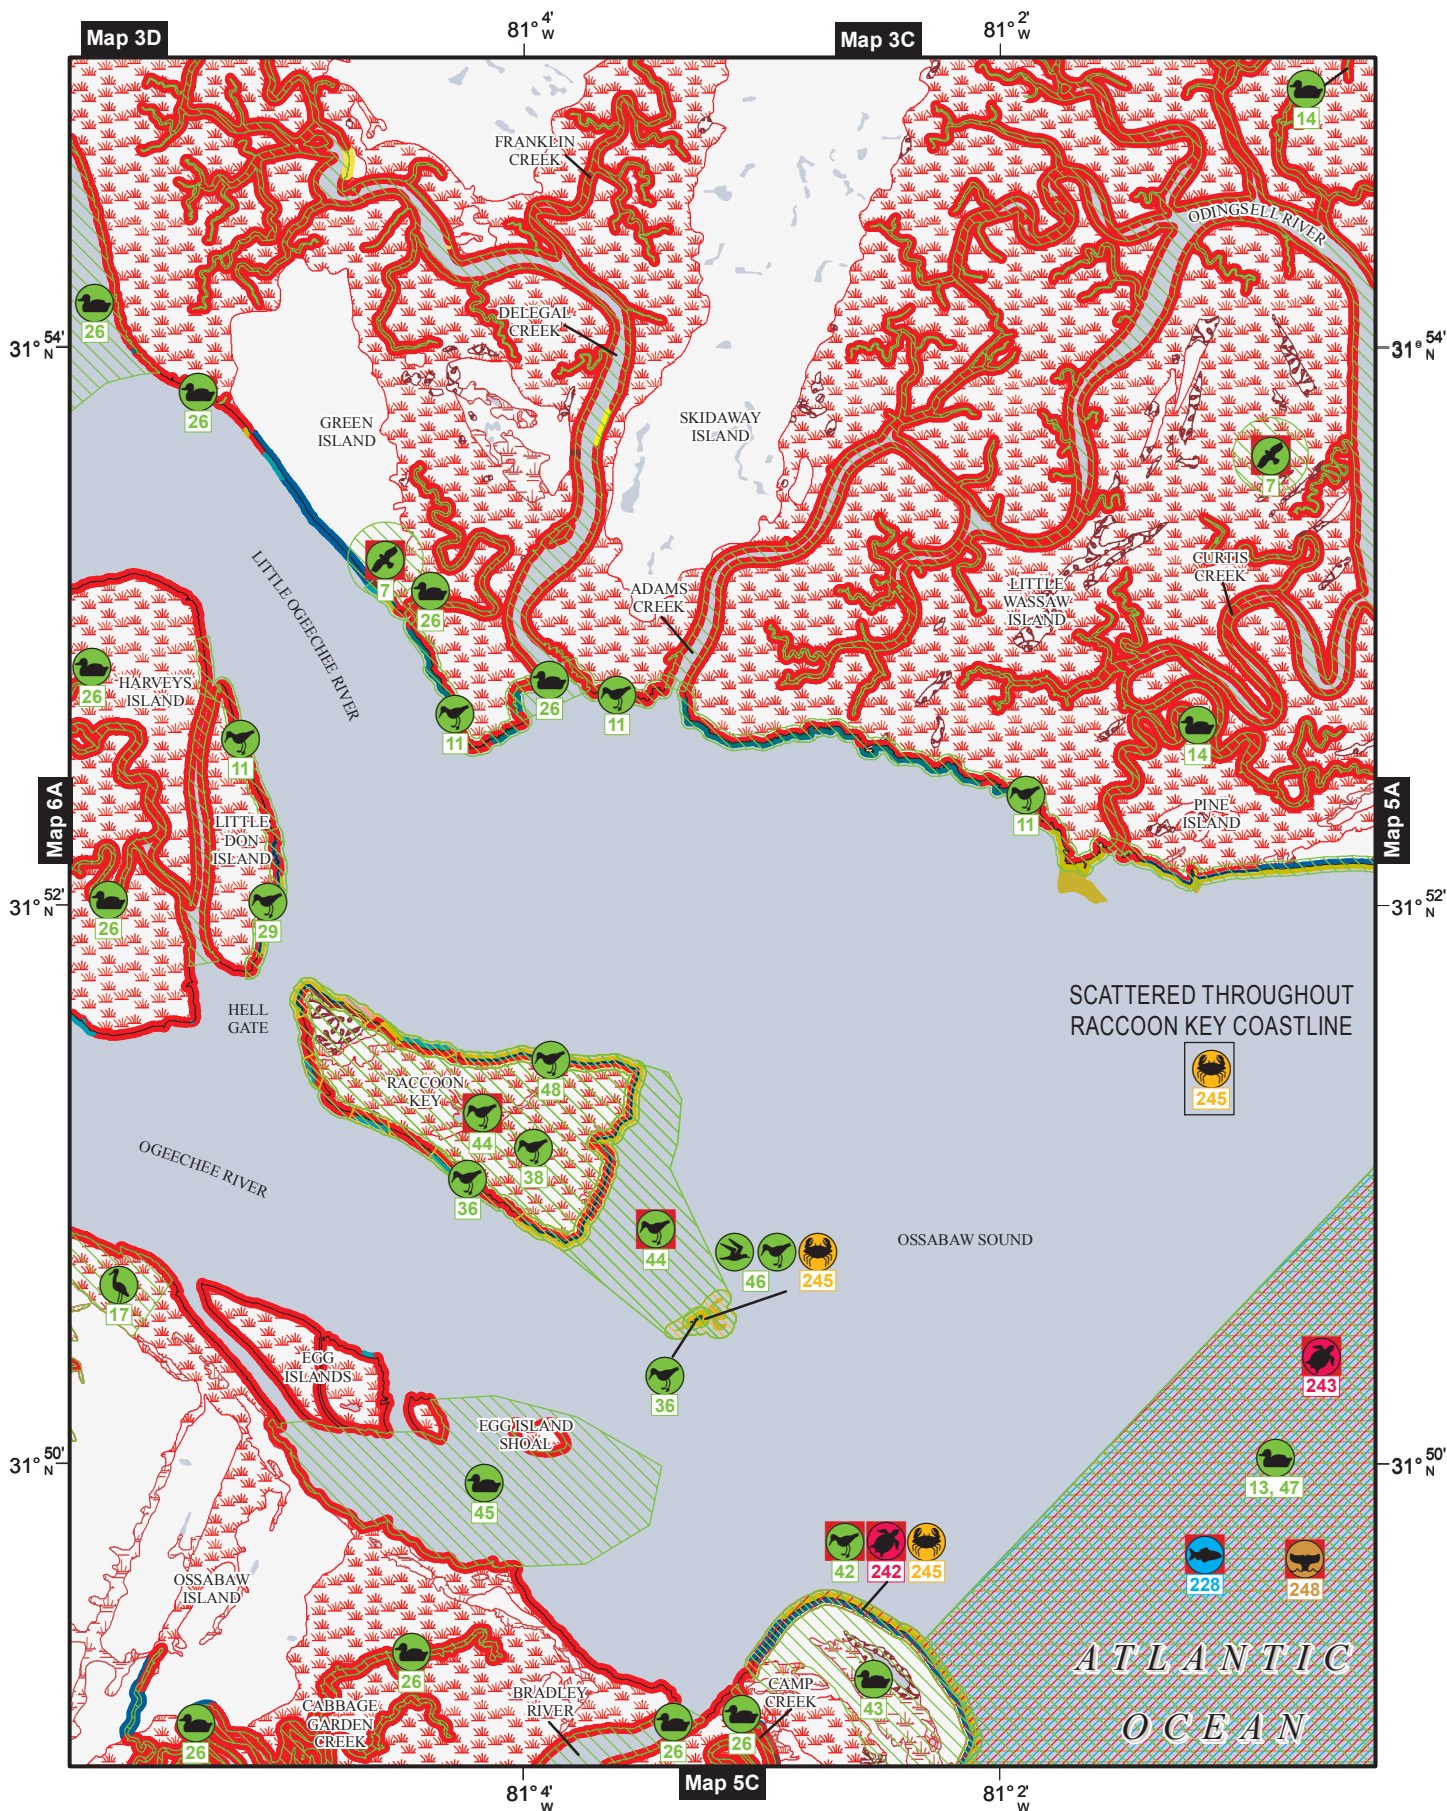 81° 4' W
81° 2' W
Map 3D
Map 3C
14
FRANKLIN
CREEK
ODINGSELL RIVER
26
DELEGAL
CREEK
31° 54' N
31° 54' N
26
GREEN
ISLAND
SKIDAWAY
ISLAND
7
LITTLE OGEECHEE RIVER
7
26
ADAMS
CREEK
LITTLE
WASSAW
ISLAND
CURTIS
CREEK
26
HARVEYS
ISLAND
26
11
11
11
14
Map 6A
Map 5A
LITTLE
DON
ISLAND
11
PINE
ISLAND
26
29
31° 52' N
31° 52' N
HELL
GATE
SCATTERED THROUGHOUT
RACCOON KEY COASTLINE
245
RACCOON
KEY
48
44
38
36
OGEECHEE RIVER
44
46
245
OSSABAW SOUND
17
EGG
ISLANDS
36
243
EGG ISLAND
SHOAL
31° 50' N
31° 50' N
45
13, 47
OSSABAW
ISLAND
42
242
245
228
248
26
ATLANTIC
OCEAN
CABBAGE
GARDEN
CREEK
BRADLEY
RIVER
CAMP
CREEK
43
26
26
26
Map 5C
81° 4' W
81° 2' W